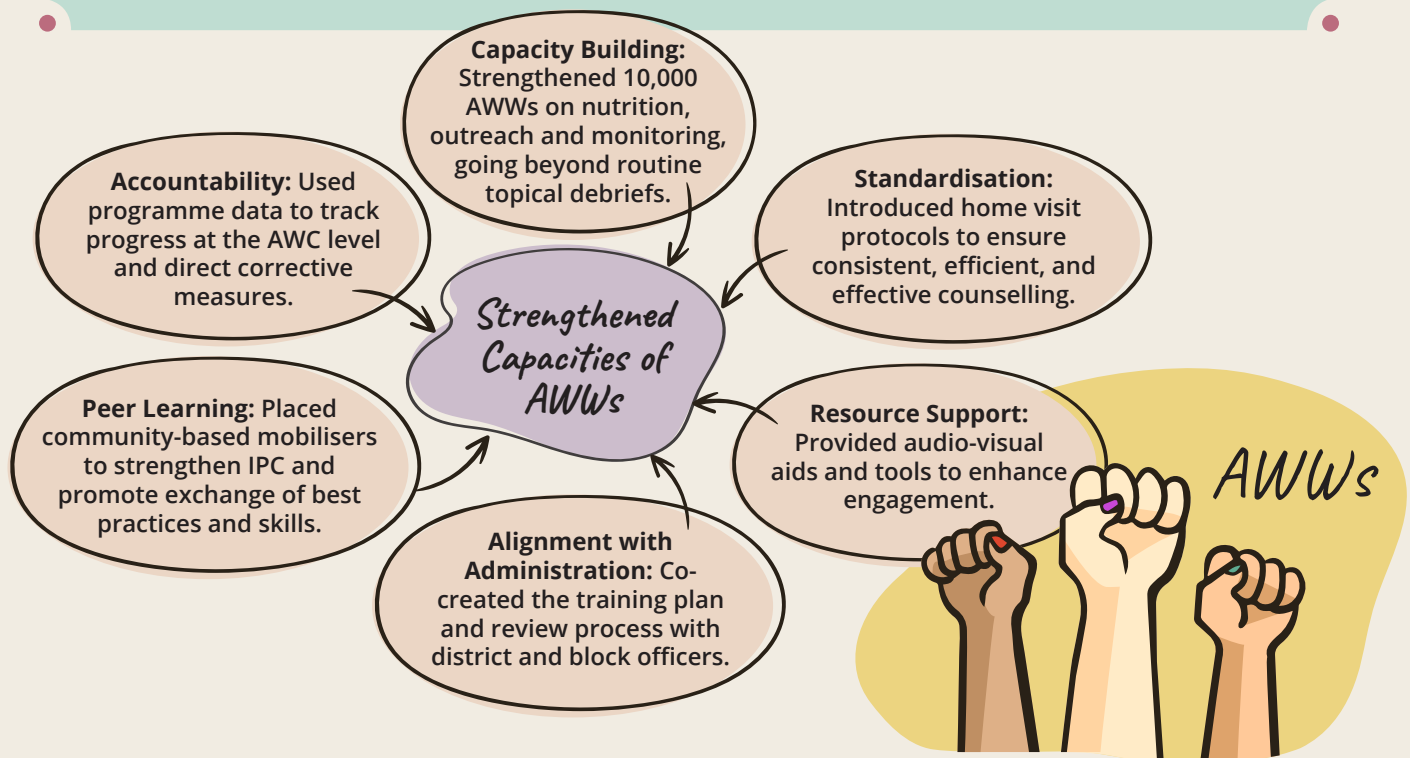 Capacity Building:
Strengthened 10,000
AWWs on nutrition,
outreach and monitoring,
going beyond routine
topical debriefs.
Accountability: Used
programme data to track
progress at the AWC level
and direct corrective
measures.
Standardisation:
Introduced home visit
protocols to ensure
consistent, efficient, and
effective counselling.
Strengthened
Capacities of
AWWs
Peer Learning: Placed
community-based mobilisers
to strengthen IPC and
promote exchange of best
practices and skills.
Resource Support:
Provided audio-visual
aids and tools to enhance
engagement.
AWWs
Alignment with
Administration: Co-
created the training plan
and review process with
district and block officers.